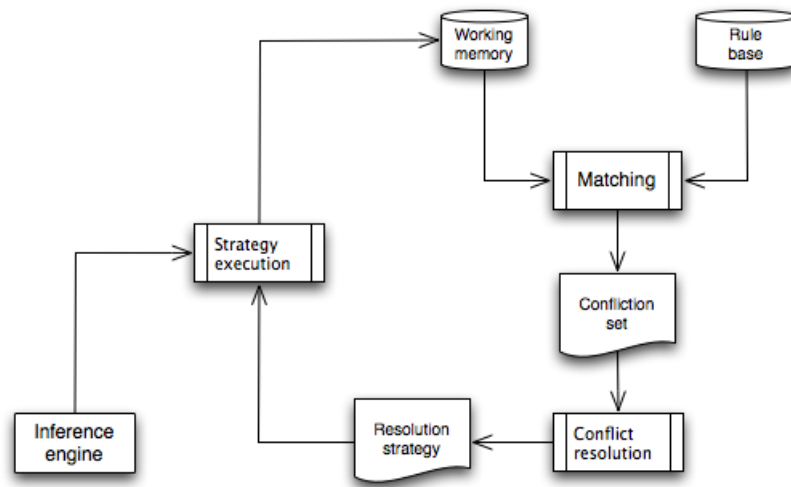 Working
memory
Rule
base
Matching
Strategy
execution
Confliction
set
Inference
engine
Resolution
strategy
Conflict
resolution